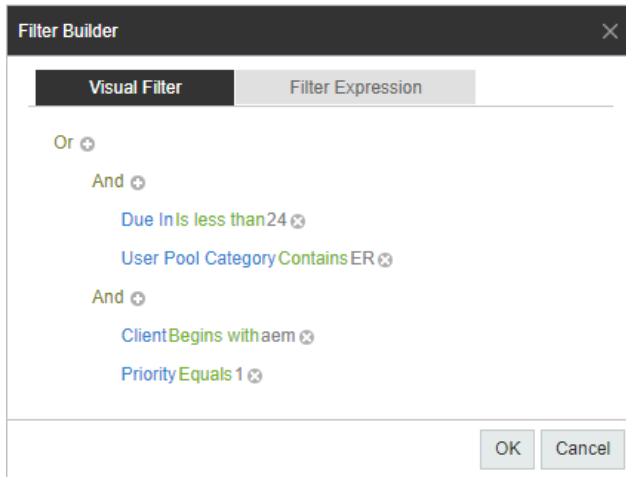 Filter Builder
Visual Filter Filter Expression
Or
And
Due In Is less than 24
User Pool Category Contains ER
And
Client Begins with aem
Priority Equals 1
OK Cancel